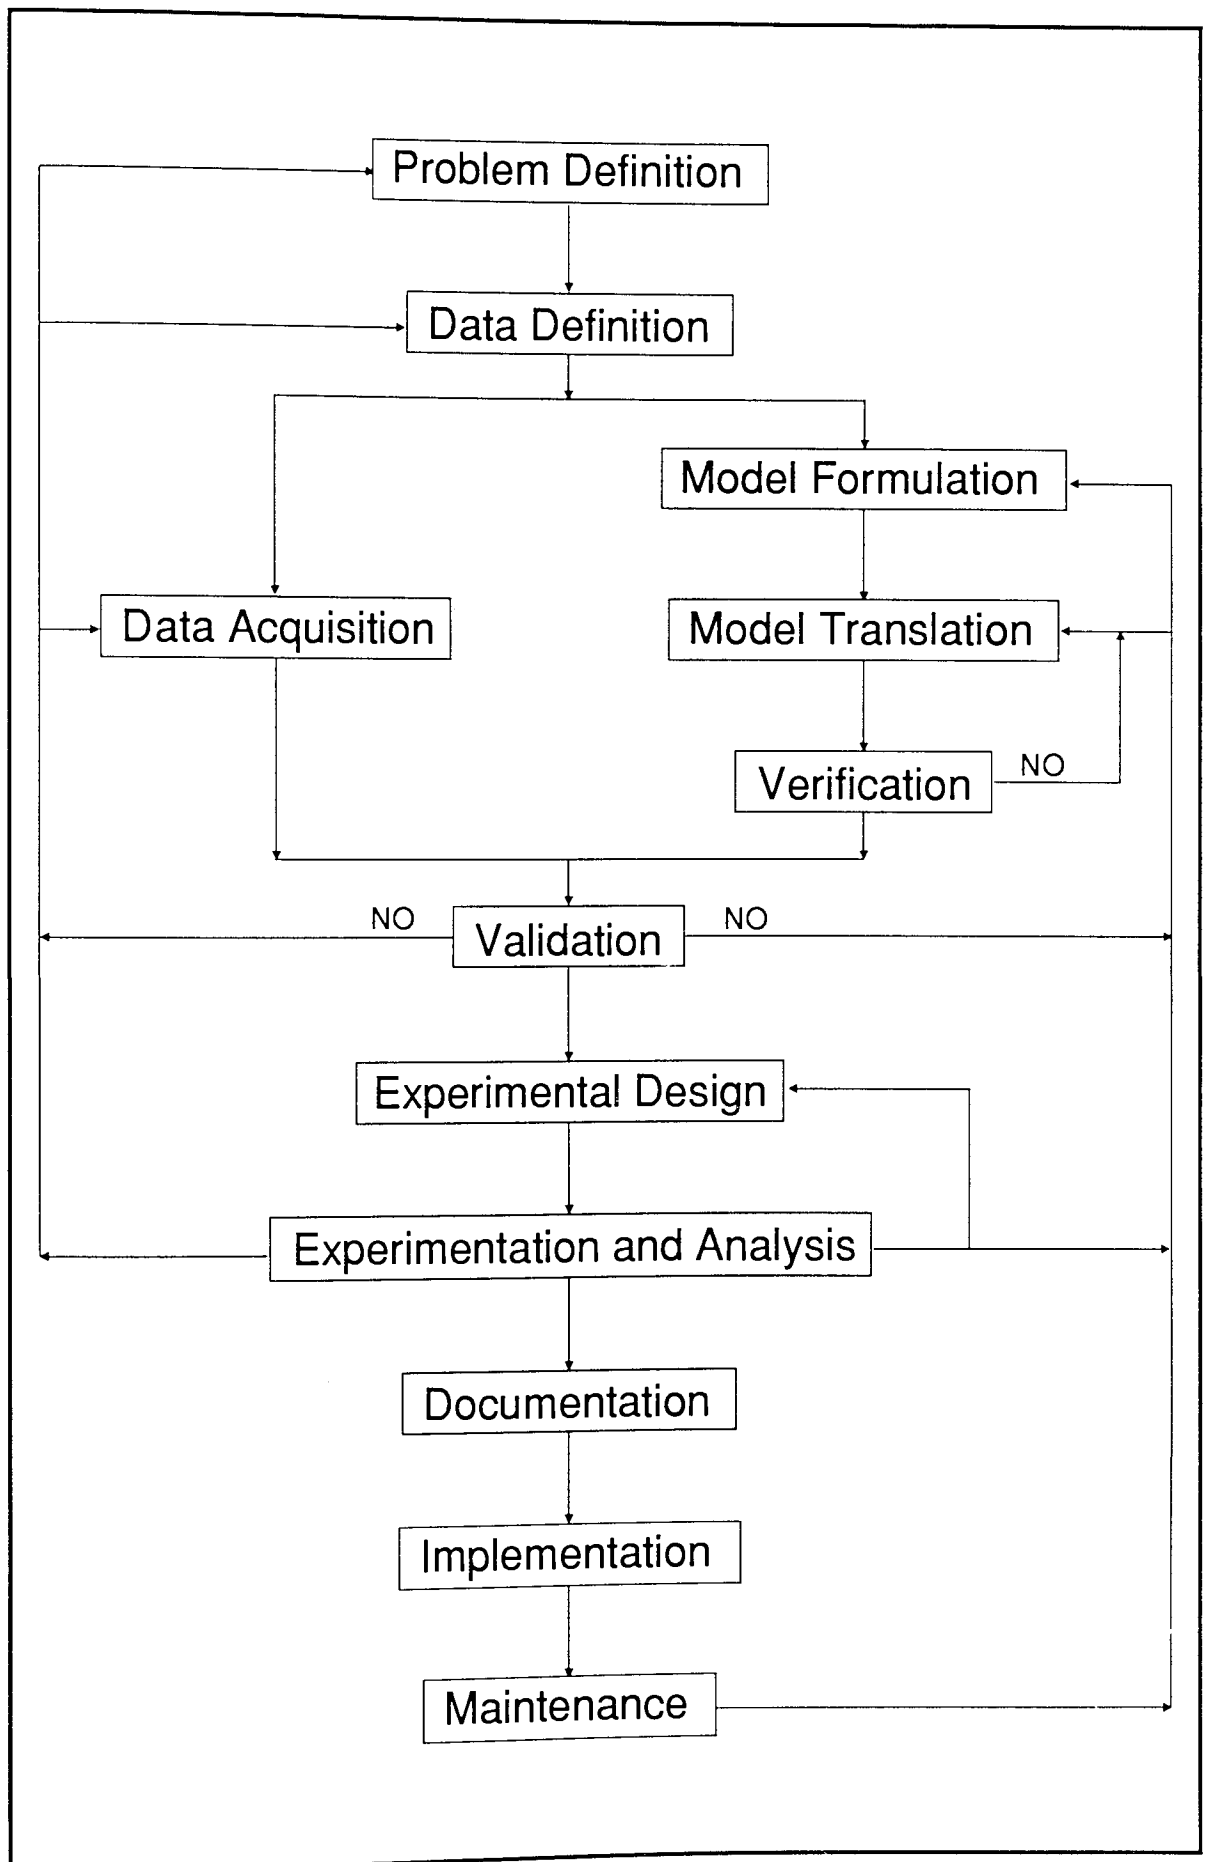 Problem Definition
Data Definition
Model Formulation
Data Acquisition
Model Translation
Verification
NO
NO
Validation
NO
Experimental Design
Experimentation and Analysis
Documentation
Implementation
Maintenance